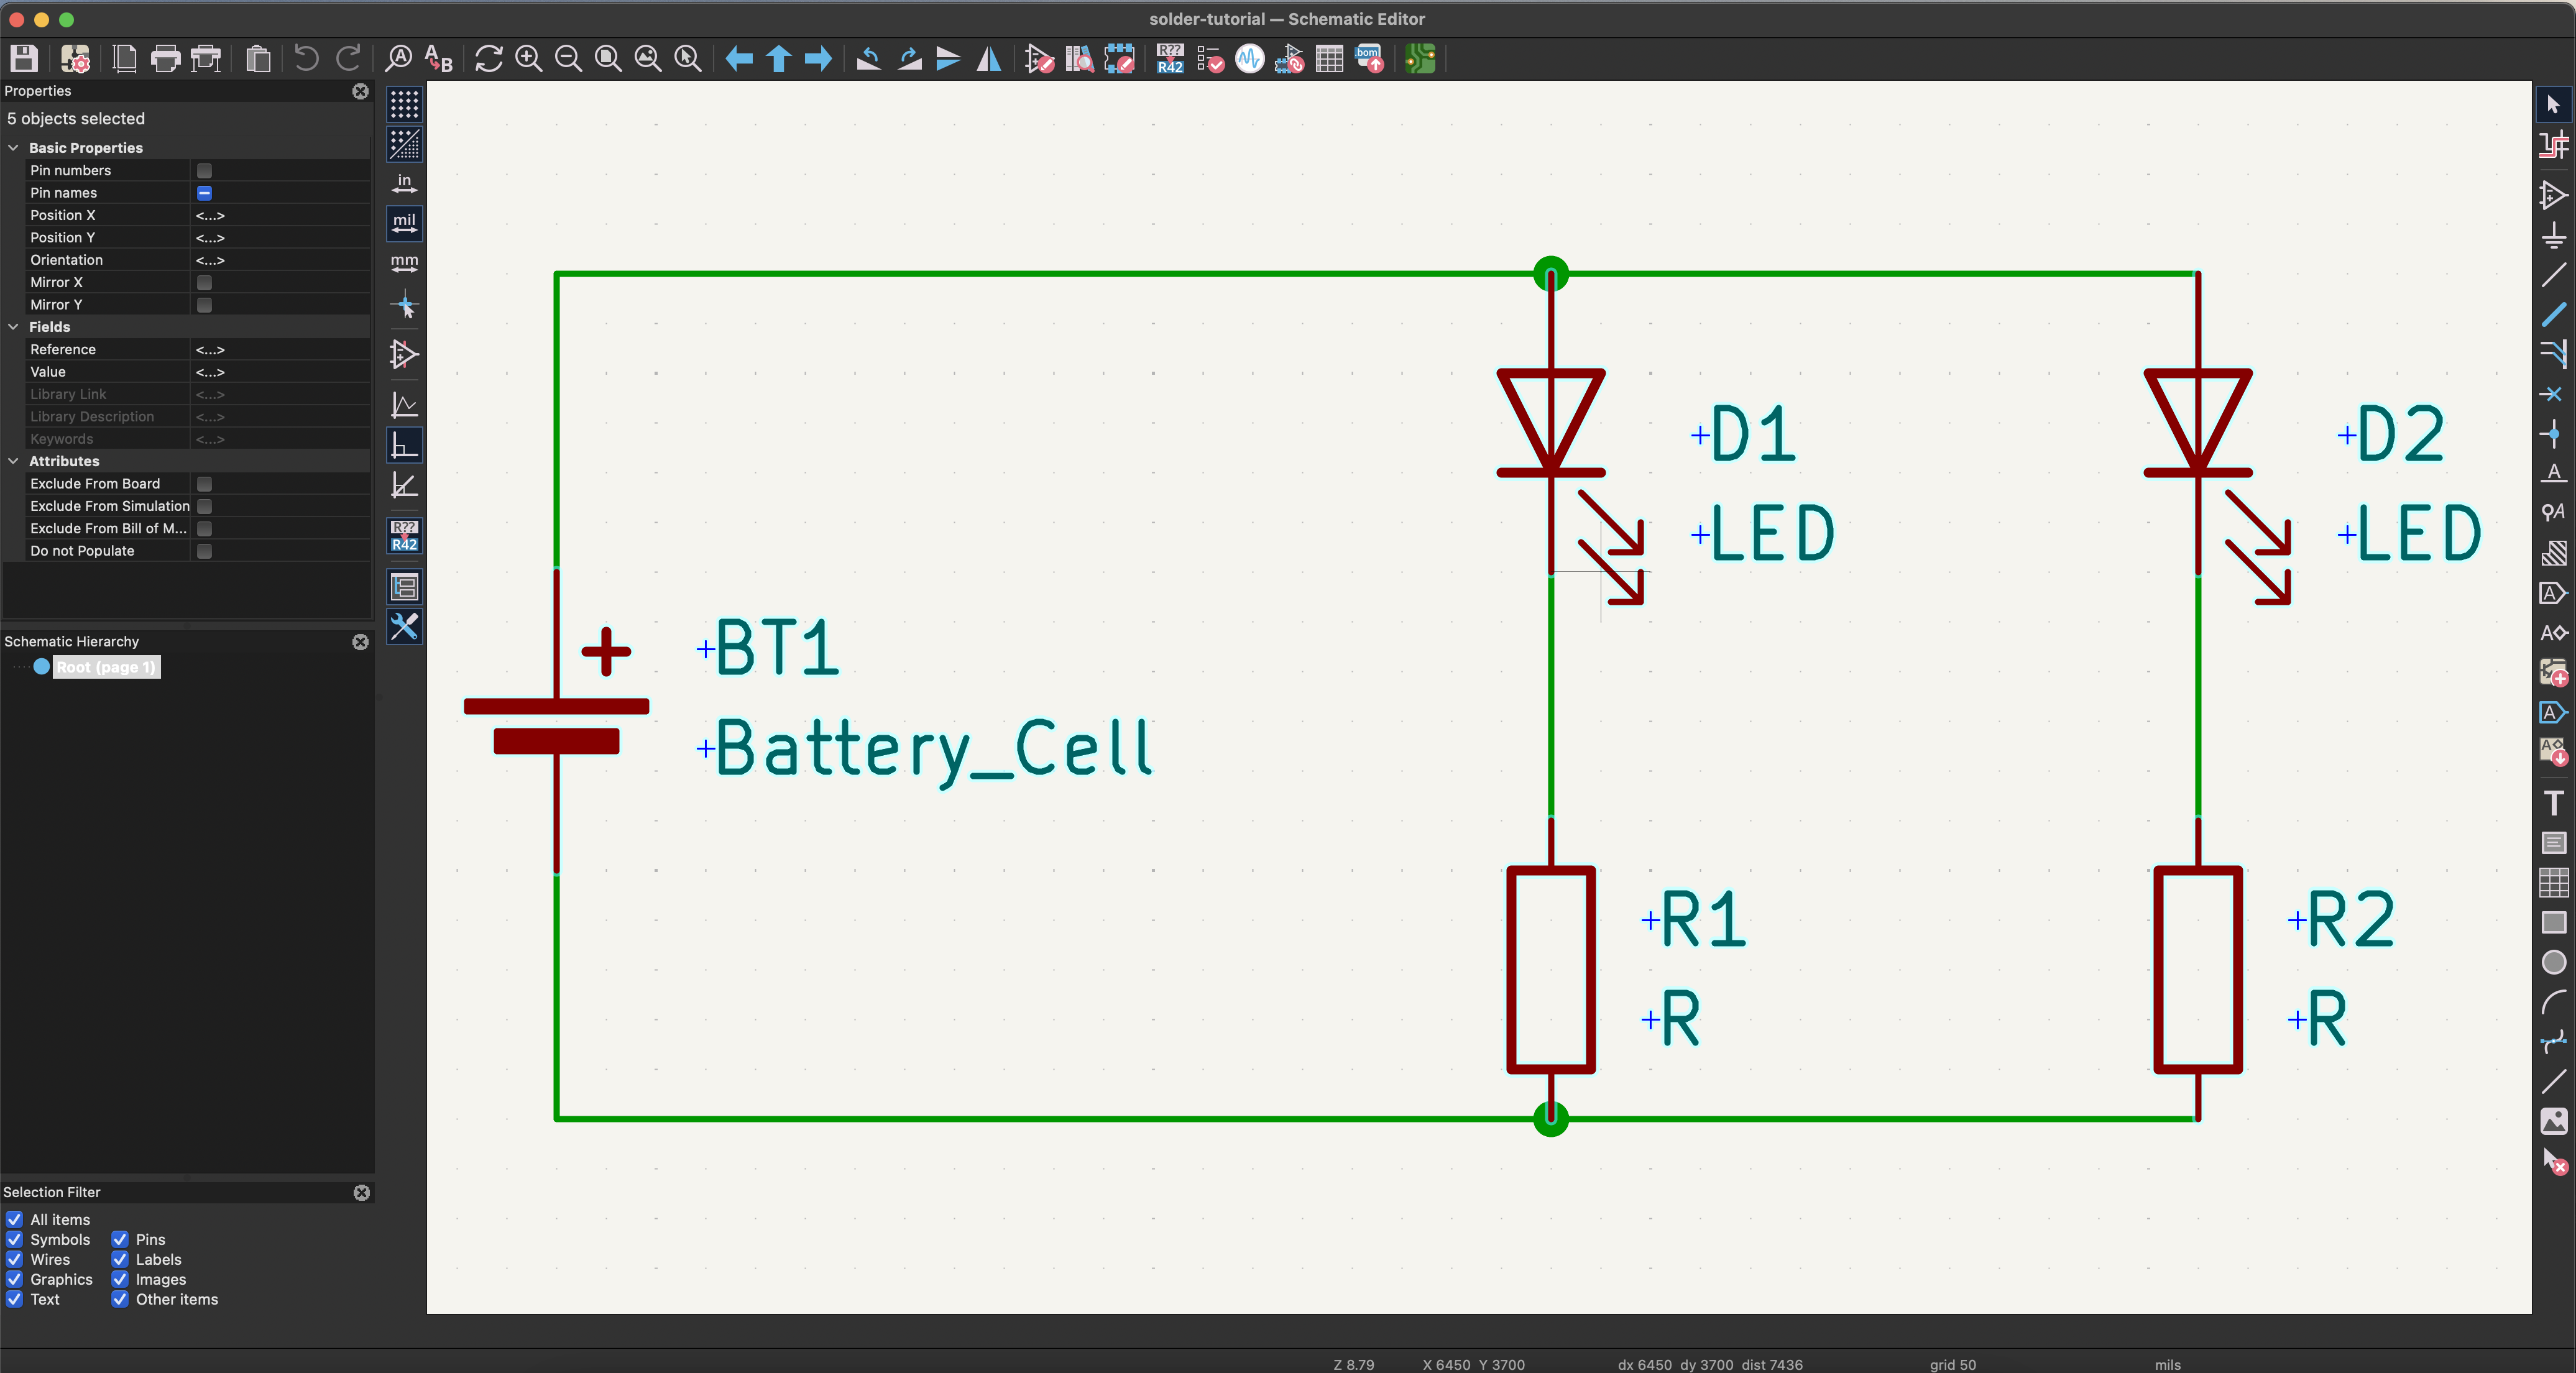 solder-tutorial — Schematic Editor
A
A
B
R??
R42
bom
Properties
5 objects selected
Basic Properties
Pin numbers
Pin names
Position X <...>
Position Y <...>
Orientation <...>
Mirror X
Mirror Y
Fields
Reference <...>
Value <...>
Library Link <...>
Library Description <...>
Keywords <...>
Attributes
Exclude From Board
Exclude From Simulation
Exclude From Bill of M...
Do not Populate
Schematic Hierarchy
Root (page 1)
Selection Filter
All items
Symbols Pins
Wires Labels
Graphics Images
Text Other items
in
mil
mm
R??
R42
D1
LED
D2
LED
+
BT1
Battery_Cell
R1
R
R2
R
A
A
A
A
A
A
T
Z 8.79 X 6450 Y 3700 dx 6450 dy 3700 dist 7436 grid 50 mils